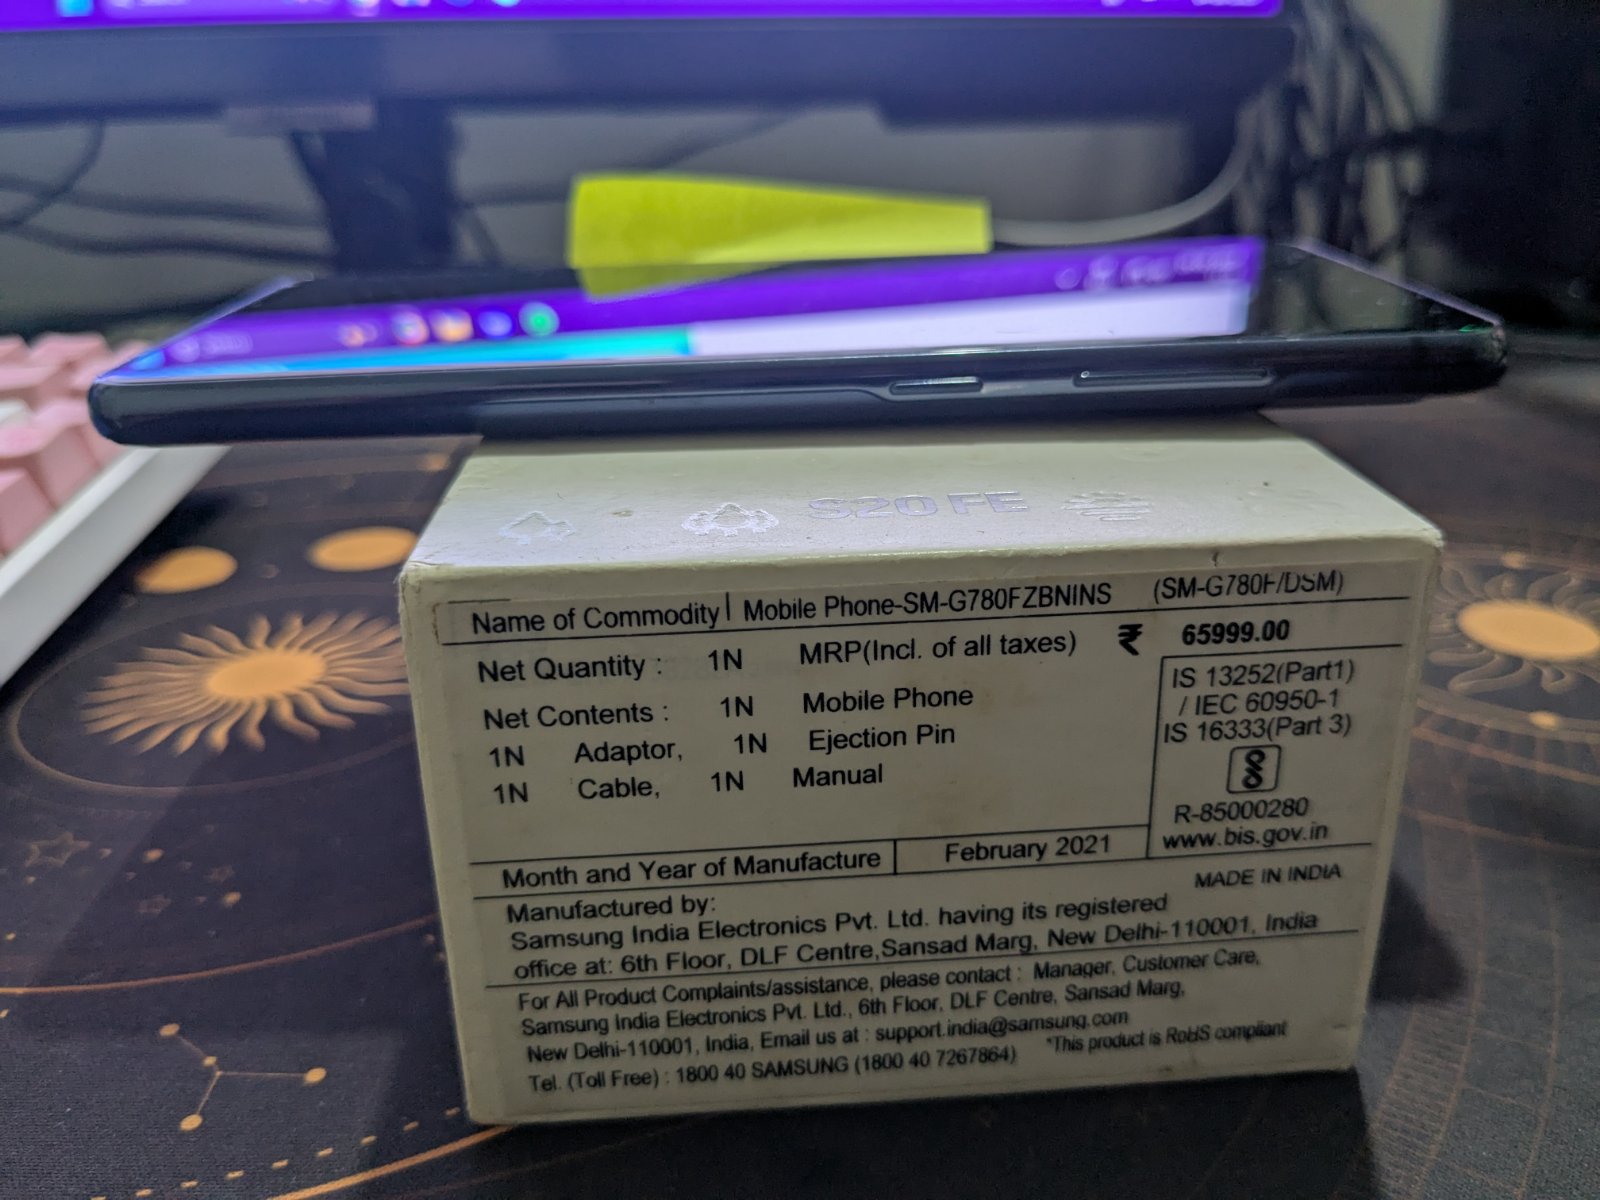 S20 FE
Name of Commodity Mobile Phone-SM-G780FZBNINS (SM-G780F/DSM)
Net Quantity : 1N MRP(Incl. of all taxes) ₹ 65999.00
Net Contents : 1N Mobile Phone
1N Adaptor, 1N Ejection Pin
1N Cable, 1N Manual
IS 13252(Part1)
/ IEC 60950-1
IS 16333(Part 3)
R-85000280
www.bis.gov.in
Month and Year of Manufacture February 2021
MADE IN INDIA
Manufactured by:
Samsung India Electronics Pvt. Ltd. having its registered
office at: 6th Floor, DLF Centre,Sansad Marg, New Delhi-110001, India
For All Product Complaints/assistance, please contact : Manager, Customer Care,
Samsung India Electronics Pvt. Ltd., 6th Floor, DLF Centre, Sansad Marg,
New Delhi-110001, India, Email us at : support.india@samsung.com
Tel. (Toll Free) : 1800 40 SAMSUNG (1800 40 7267864) *This product is RoHS compliant